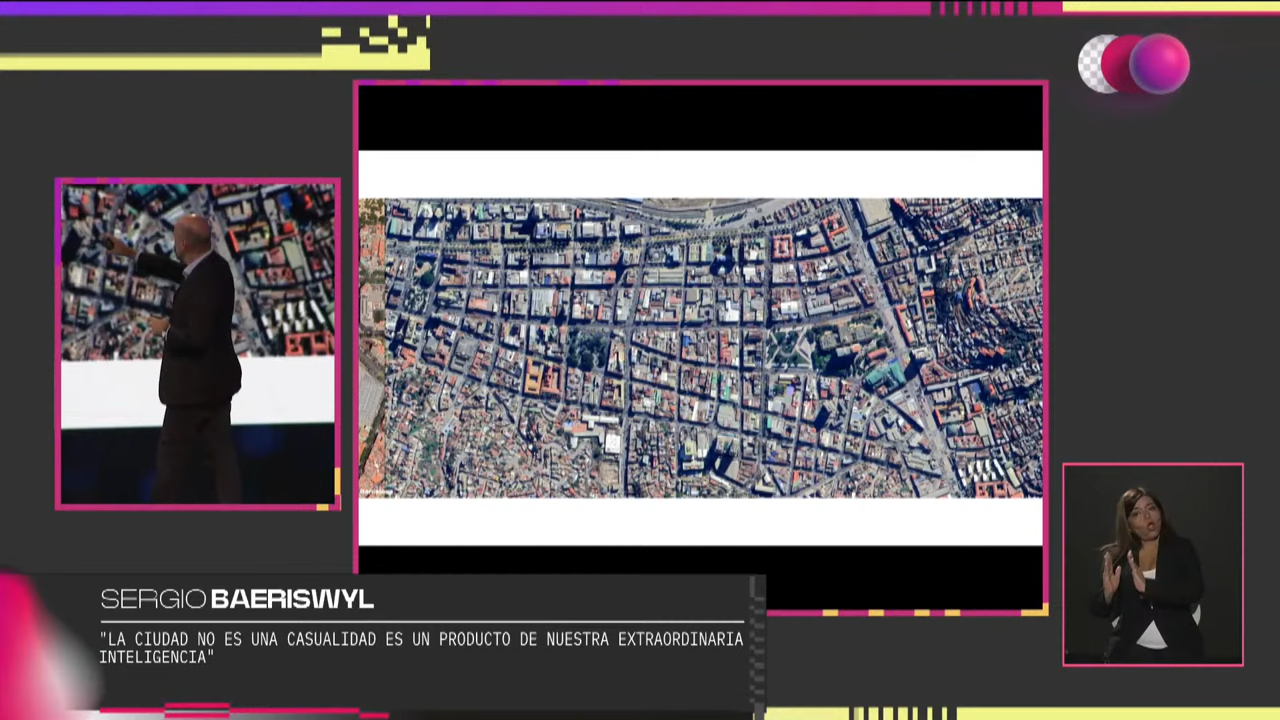 SERGIO BAERISWYL
"LA CIUDAD NO ES UNA CASUALIDAD ES UN PRODUCTO DE NUESTRA EXTRAORDINARIA
INTELIGENCIA"